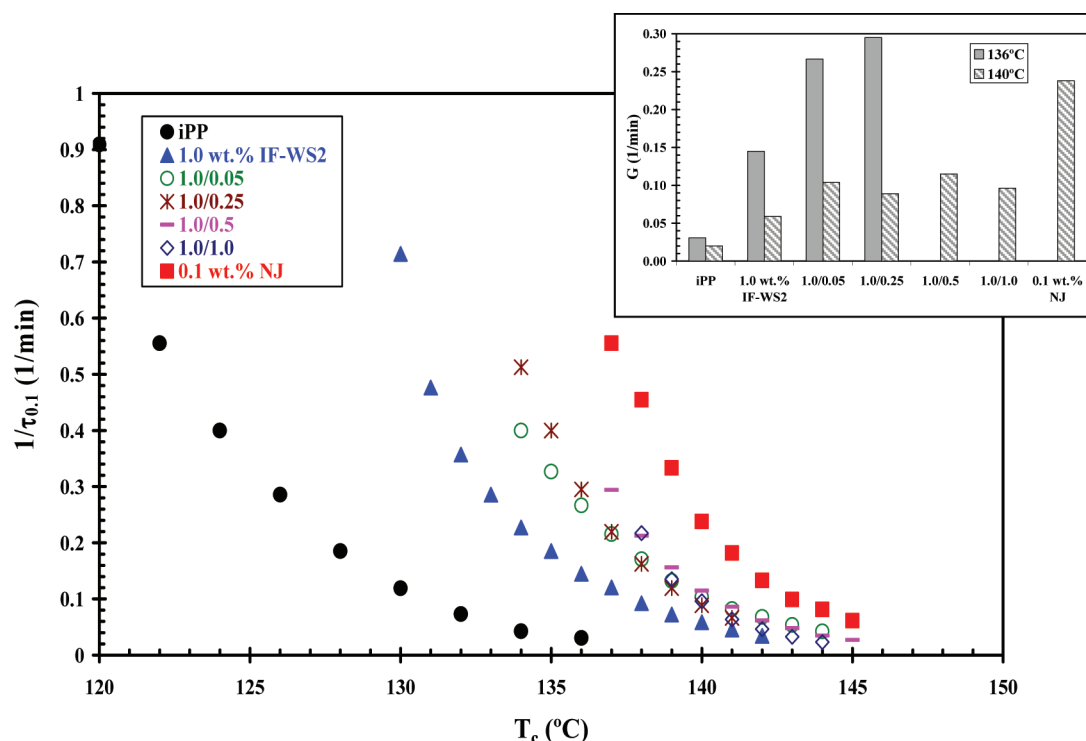 1
0.9
0.8
0.7
0.6
0.5
0.4
0.3
0.2
0.1
0
1/τ0.1 (1/min)
120
125
130
135
140
145
150
Tc (ºC)
iPP
1.0 wt.% IF-WS2
1.0/0.05
1.0/0.25
1.0/0.5
1.0/1.0
0.1 wt.% NJ
0.30
0.25
0.20
0.15
0.10
0.05
0.00
G (1/min)
136ºC
140ºC
iPP
1.0 wt.%
IF-WS2
1.0/0.05
1.0/0.25
1.0/0.5
1.0/1.0
0.1 wt.%
NJ